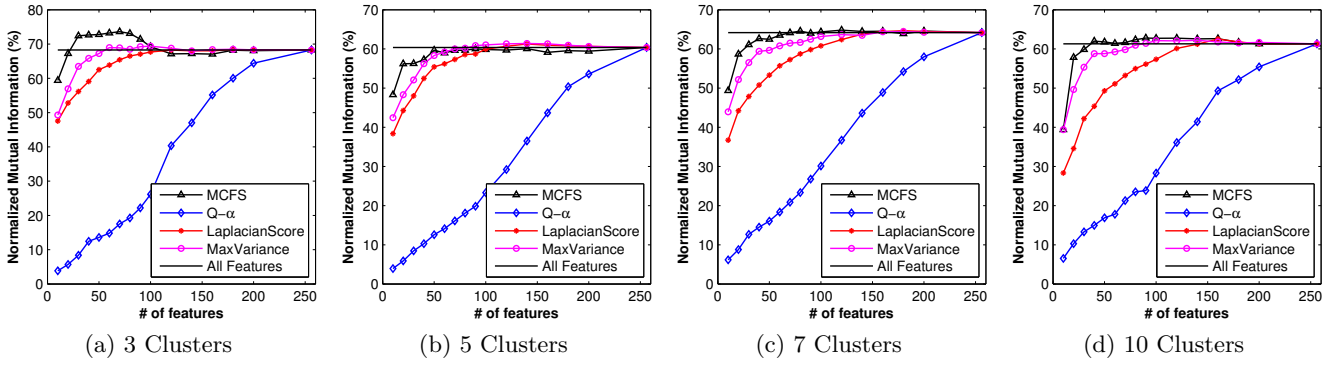 Normalized Mutual Information (%)
80
70
60
50
40
30
20
10
0
0 50 100 150 200 250
# of features
MCFS
Q−α
LaplacianScore
MaxVariance
All Features
(a) 3 Clusters
Normalized Mutual Information (%)
70
60
50
40
30
20
10
0
0 50 100 150 200 250
# of features
MCFS
Q−α
LaplacianScore
MaxVariance
All Features
(b) 5 Clusters
Normalized Mutual Information (%)
70
60
50
40
30
20
10
0
0 50 100 150 200 250
# of features
MCFS
Q−α
LaplacianScore
MaxVariance
All Features
(c) 7 Clusters
Normalized Mutual Information (%)
70
60
50
40
30
20
10
0
0 50 100 150 200 250
# of features
MCFS
Q−α
LaplacianScore
MaxVariance
All Features
(d) 10 Clusters